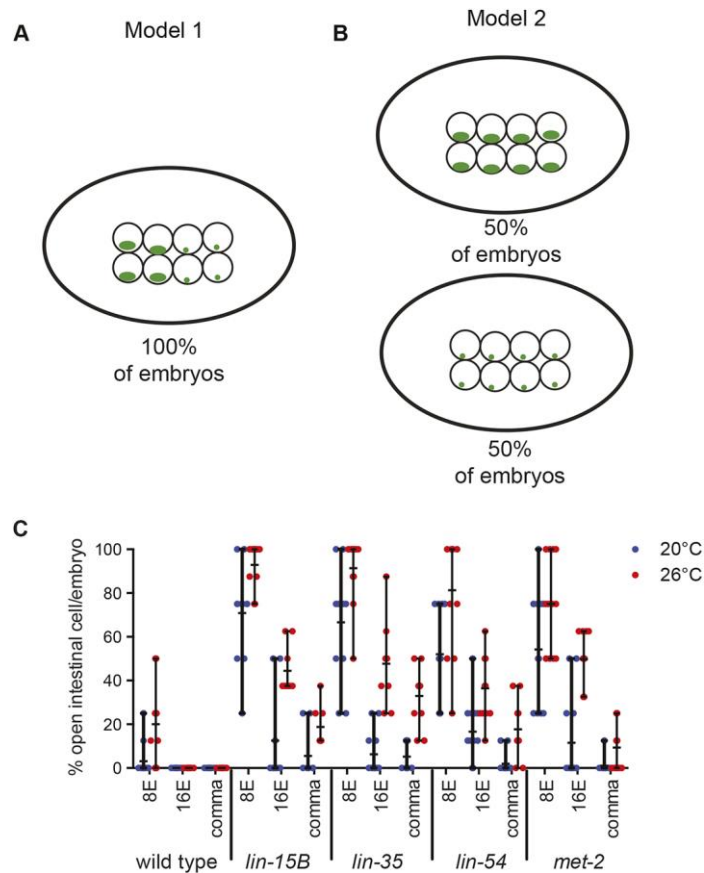 A
Model 1
100%
of embryos
B
Model 2
50%
of embryos
50%
of embryos
C
% open intestinal cell/embryo
100
80
60
40
20
0
20°C
26°C
8E
16E
comma
8E
16E
comma
8E
16E
comma
8E
16E
comma
8E
16E
comma
wild type
lin-15B
lin-35
lin-54
met-2